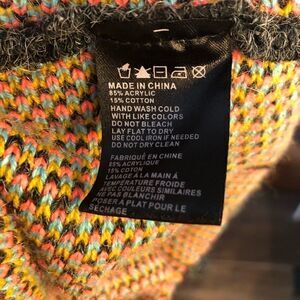 MADE IN CHINA
85% ACRYLIC
15% COTTON
HAND WASH COLD
WITH LIKE COLORS
DO NOT BLEACH
LAY FLAT TO DRY
USE COOL IRON IF NEEDED
DO NOT DRY CLEAN
FABRIQUÉ EN CHINE
85% ACRYLIQUE
15% COTON
LAVAGE A LA MAIN À
TEMPÉRATURE FROIDE
AVEC COULEURS SIMILAIRES
NE PAS BLANCHIR
POSER A PLAT POUR LE
SÉCHAGE